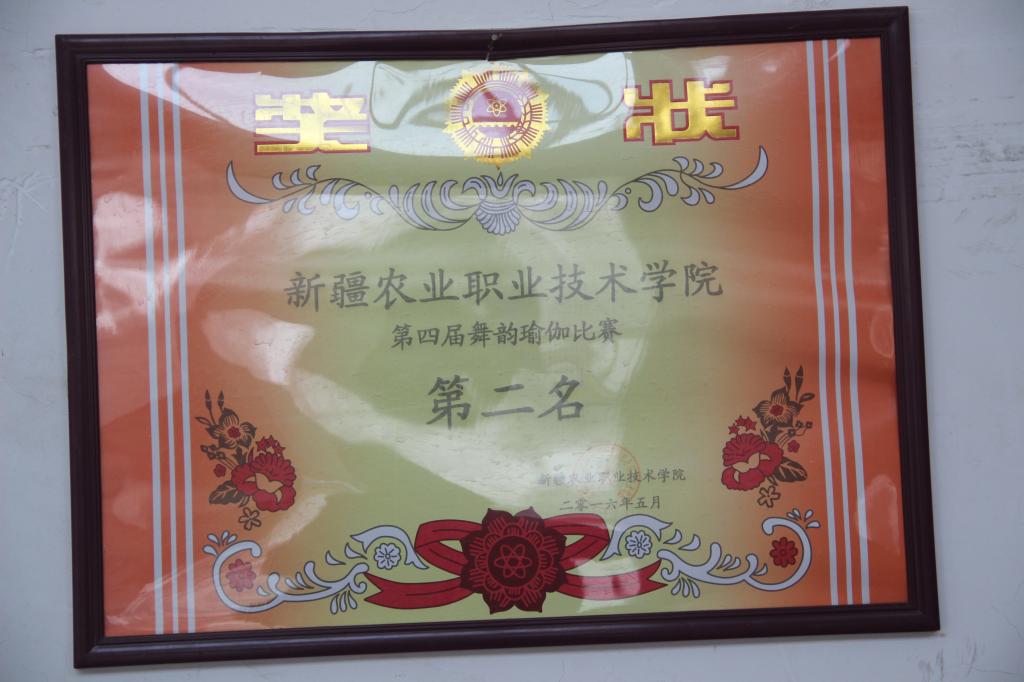 奖状
新疆农业职业技术学院
第四届舞韵瑜伽比赛
第二名
新疆农业职业技术学院
二零一六年五月